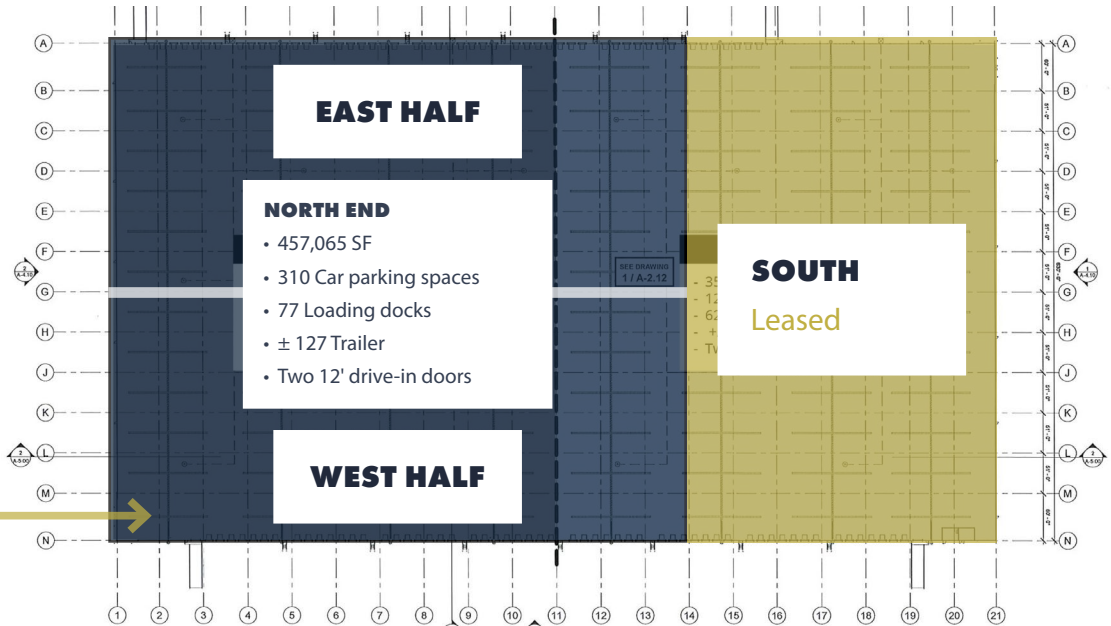 A
A
B
B
C
C
D
D
E
E
F
F
G
G
H
H
J
J
K
K
L
L
M
M
N
N
EAST HALF
NORTH END
• 457,065 SF
• 310 Car parking spaces
• 77 Loading docks
• ± 127 Trailer
• Two 12' drive-in doors
SEE DRAWING
1 / A-2.12
SOUTH
Leased
WEST HALF
1 2 3 4 5 6 7 8 9 10 11 12 13 14 15 16 17 18 19 20 21